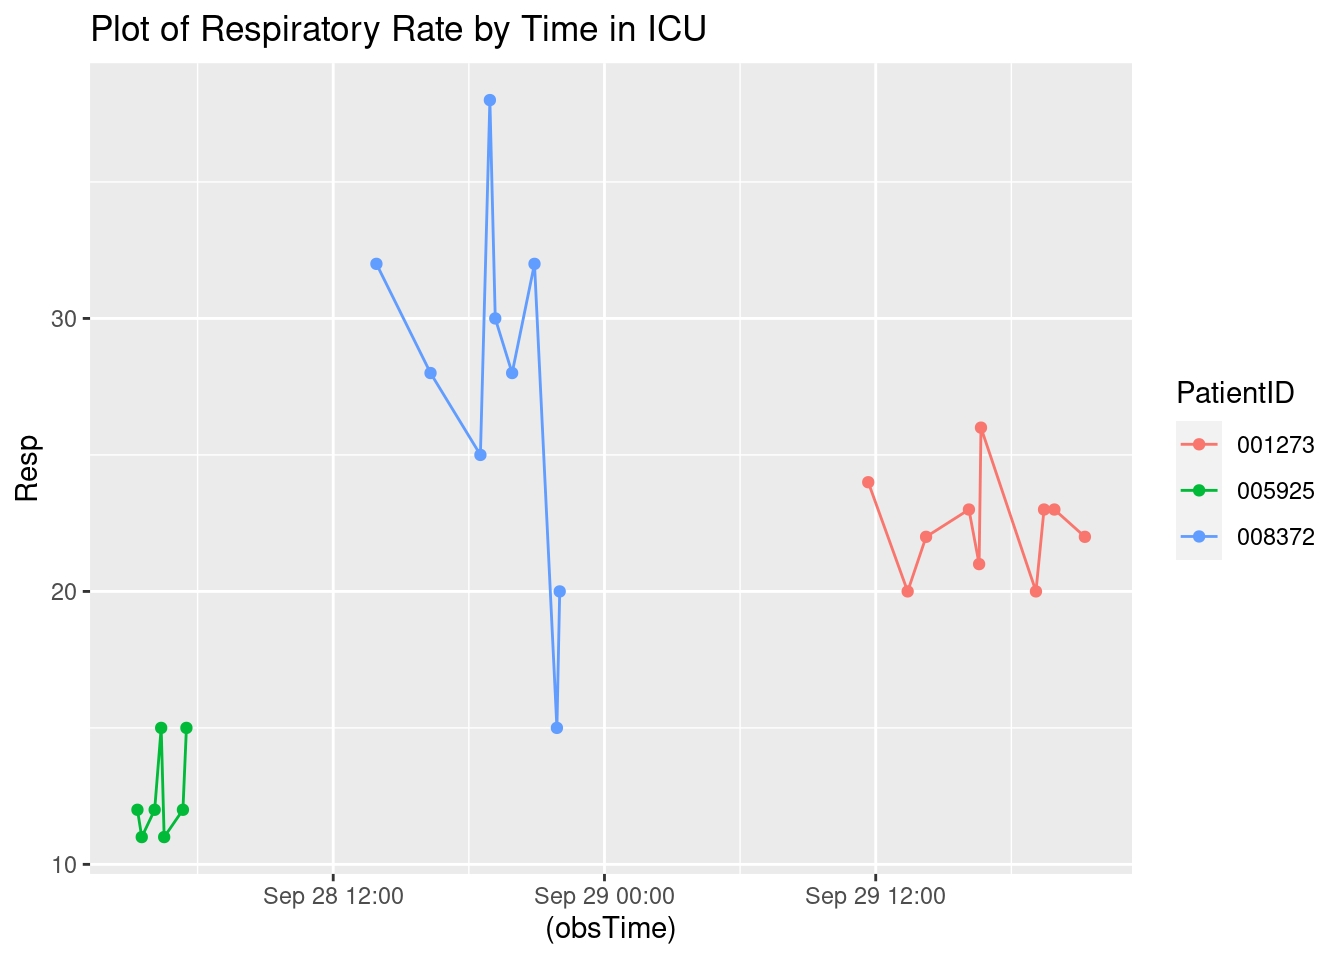 Plot of Respiratory Rate by Time in ICU
Resp
30
20
10
Sep 28 12:00
Sep 29 00:00
Sep 29 12:00
(obsTime)
PatientID
001273
005925
008372